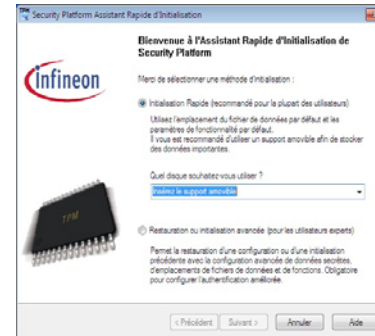 Security Platform Assistant Rapide d'Initialisation
Bienvenue à l'Assistant Rapide d'Initialisation de
Security Platform
infineon
Merci de sélectionner une méthode d'initialisation :
Initialisation Rapide (recommandé pour la plupart des utilisateurs)
Utilisez l'emplacement du fichier de données par défaut et les
paramètres de fonctionnalité par défaut.
Il vous est recommandé d'utiliser un support amovible afin de stocker
des données importantes.
Quel disque souhaitez-vous utiliser ?
Insérez le support amovible
TPM
Restauration ou initialisation avancée (pour les utilisateurs experts)
Permet la restauration d'une configuration ou d'une initialisation
précédente avec la configuration avancée de données secrètes,
d'emplacements de fichiers de données et de fonctions. Obligatoire
pour configurer l'authentification améliorée.
< Précédent
Suivant >
Annuler
Aide